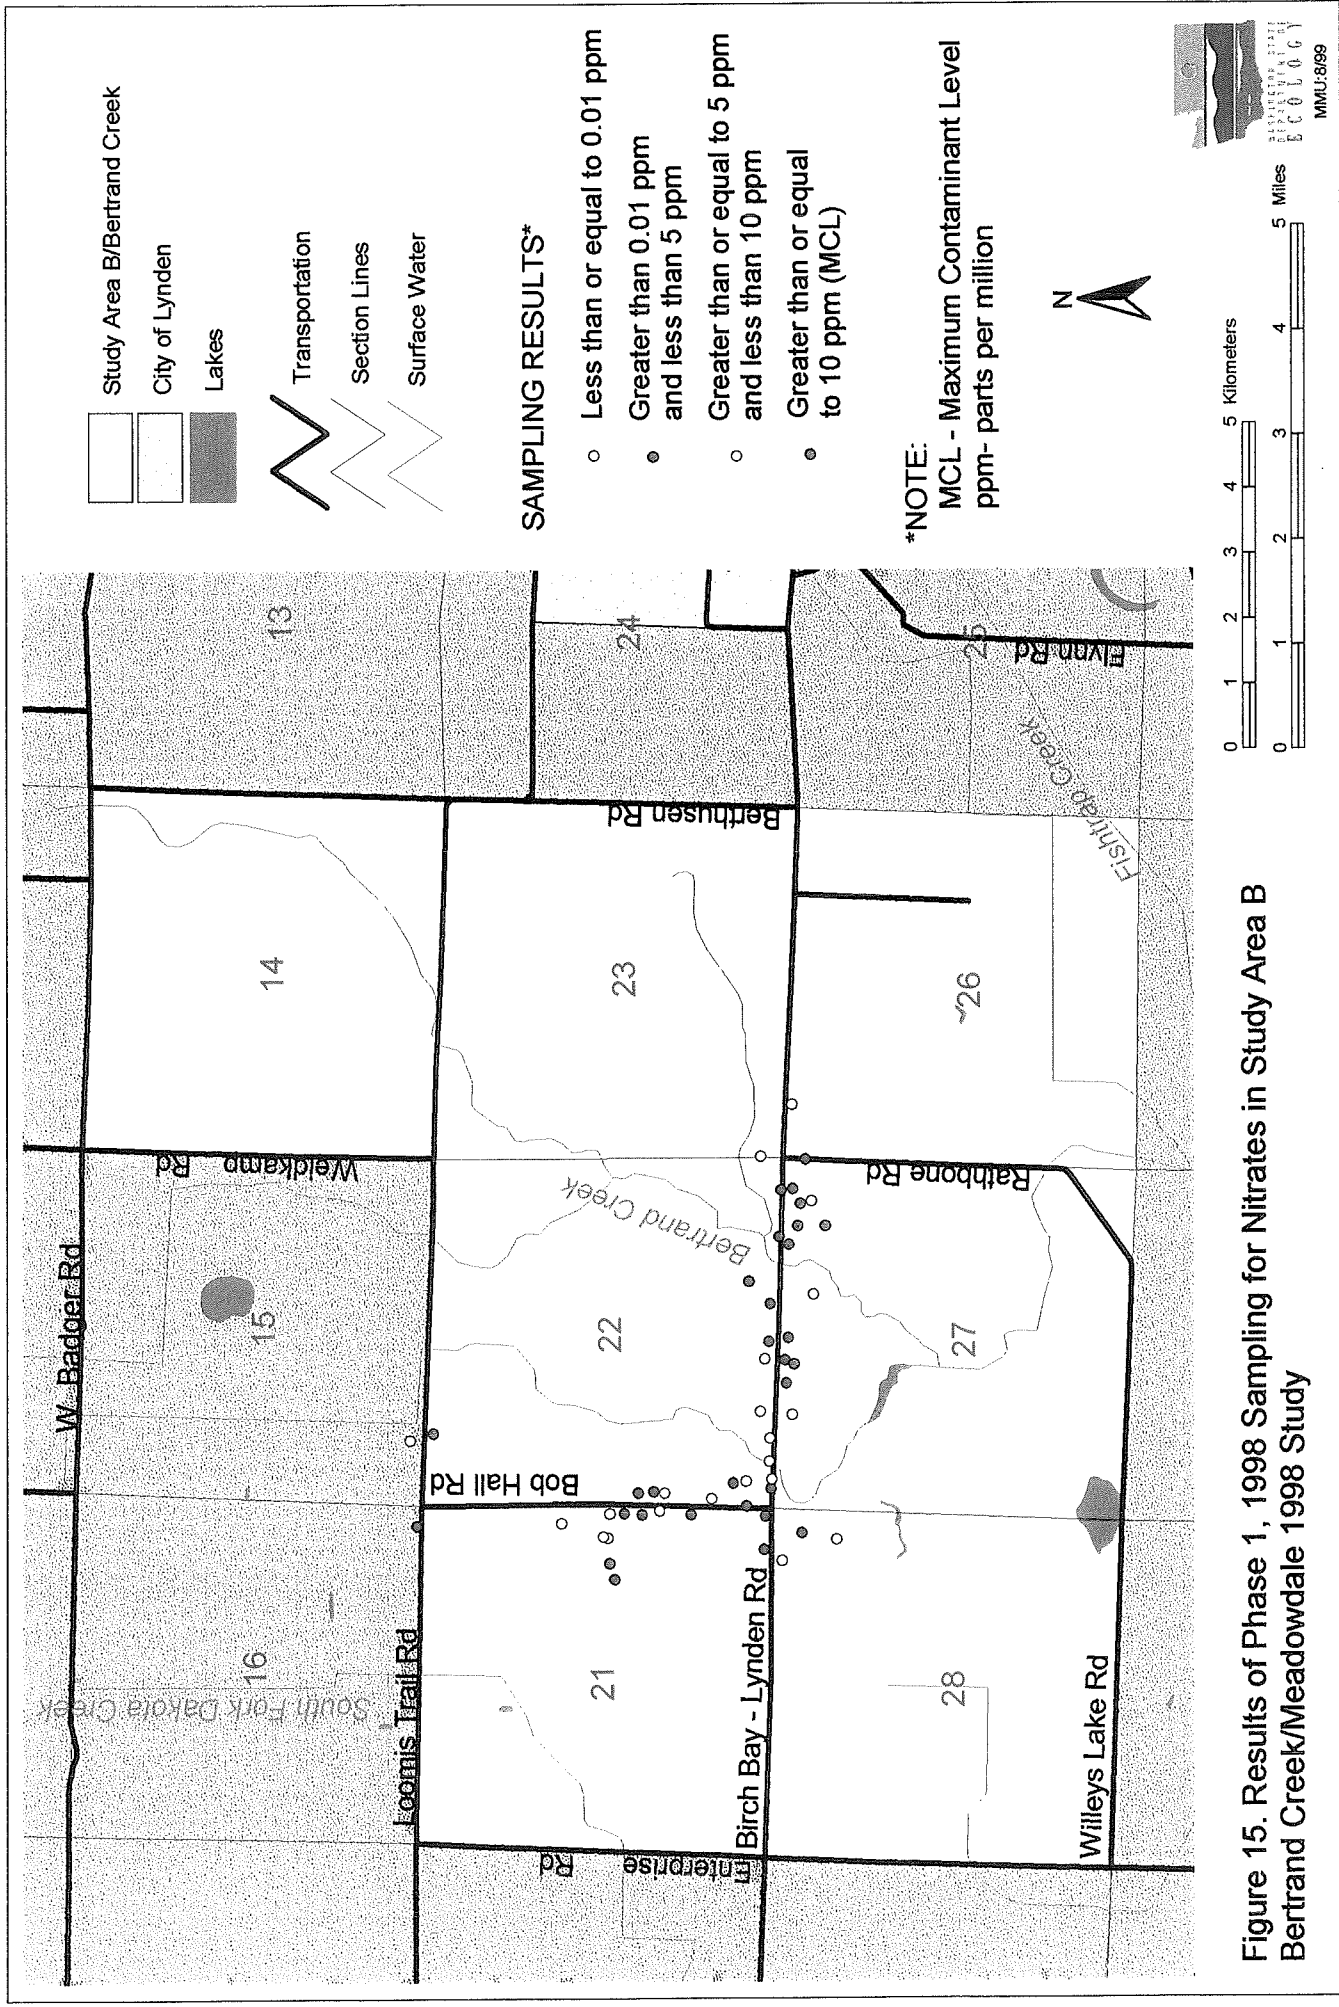 W Badger Rd
Weidkamp Rd
Loomis Trail Rd
Bob Hall Rd
Berthusen Rd
Birch Bay - Lynden Rd
Enterprise Rd
Rathbone Rd
Willeys Lake Rd
Flynn Rd
South Fork Dakota Creek
Bertrand Creek
Fishtrap Creek
16
15
14
13
21
22
23
24
28
27
26
25
Study Area B/Bertrand Creek
City of Lynden
Lakes
Transportation
Section Lines
Surface Water
SAMPLING RESULTS*
Less than or equal to 0.01 ppm
Greater than 0.01 ppm
and less than 5 ppm
Greater than or equal to 5 ppm
and less than 10 ppm
Greater than or equal
to 10 ppm (MCL)
*NOTE:
MCL - Maximum Contaminant Level
ppm- parts per million
N
0 1 2 3 4 5 Kilometers
0 1 2 3 4 5 Miles
WASHINGTON STATE
DEPARTMENT OF
ECOLOGY
MMU:8/99
Figure 15. Results of Phase 1, 1998 Sampling for Nitrates in Study Area B
Bertrand Creek/Meadowdale 1998 Study